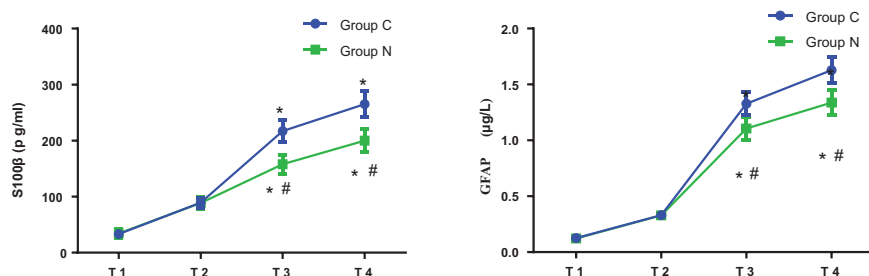 400
300
200
100
0
S100β (p g/ml)
Group C
Group N
*
*
* #
* #
T 1
T 2
T 3
T 4
2.0
1.5
1.0
0.5
0.0
GFAP (μg/L)
Group C
Group N
*
*
* #
* #
T 1
T 2
T 3
T 4